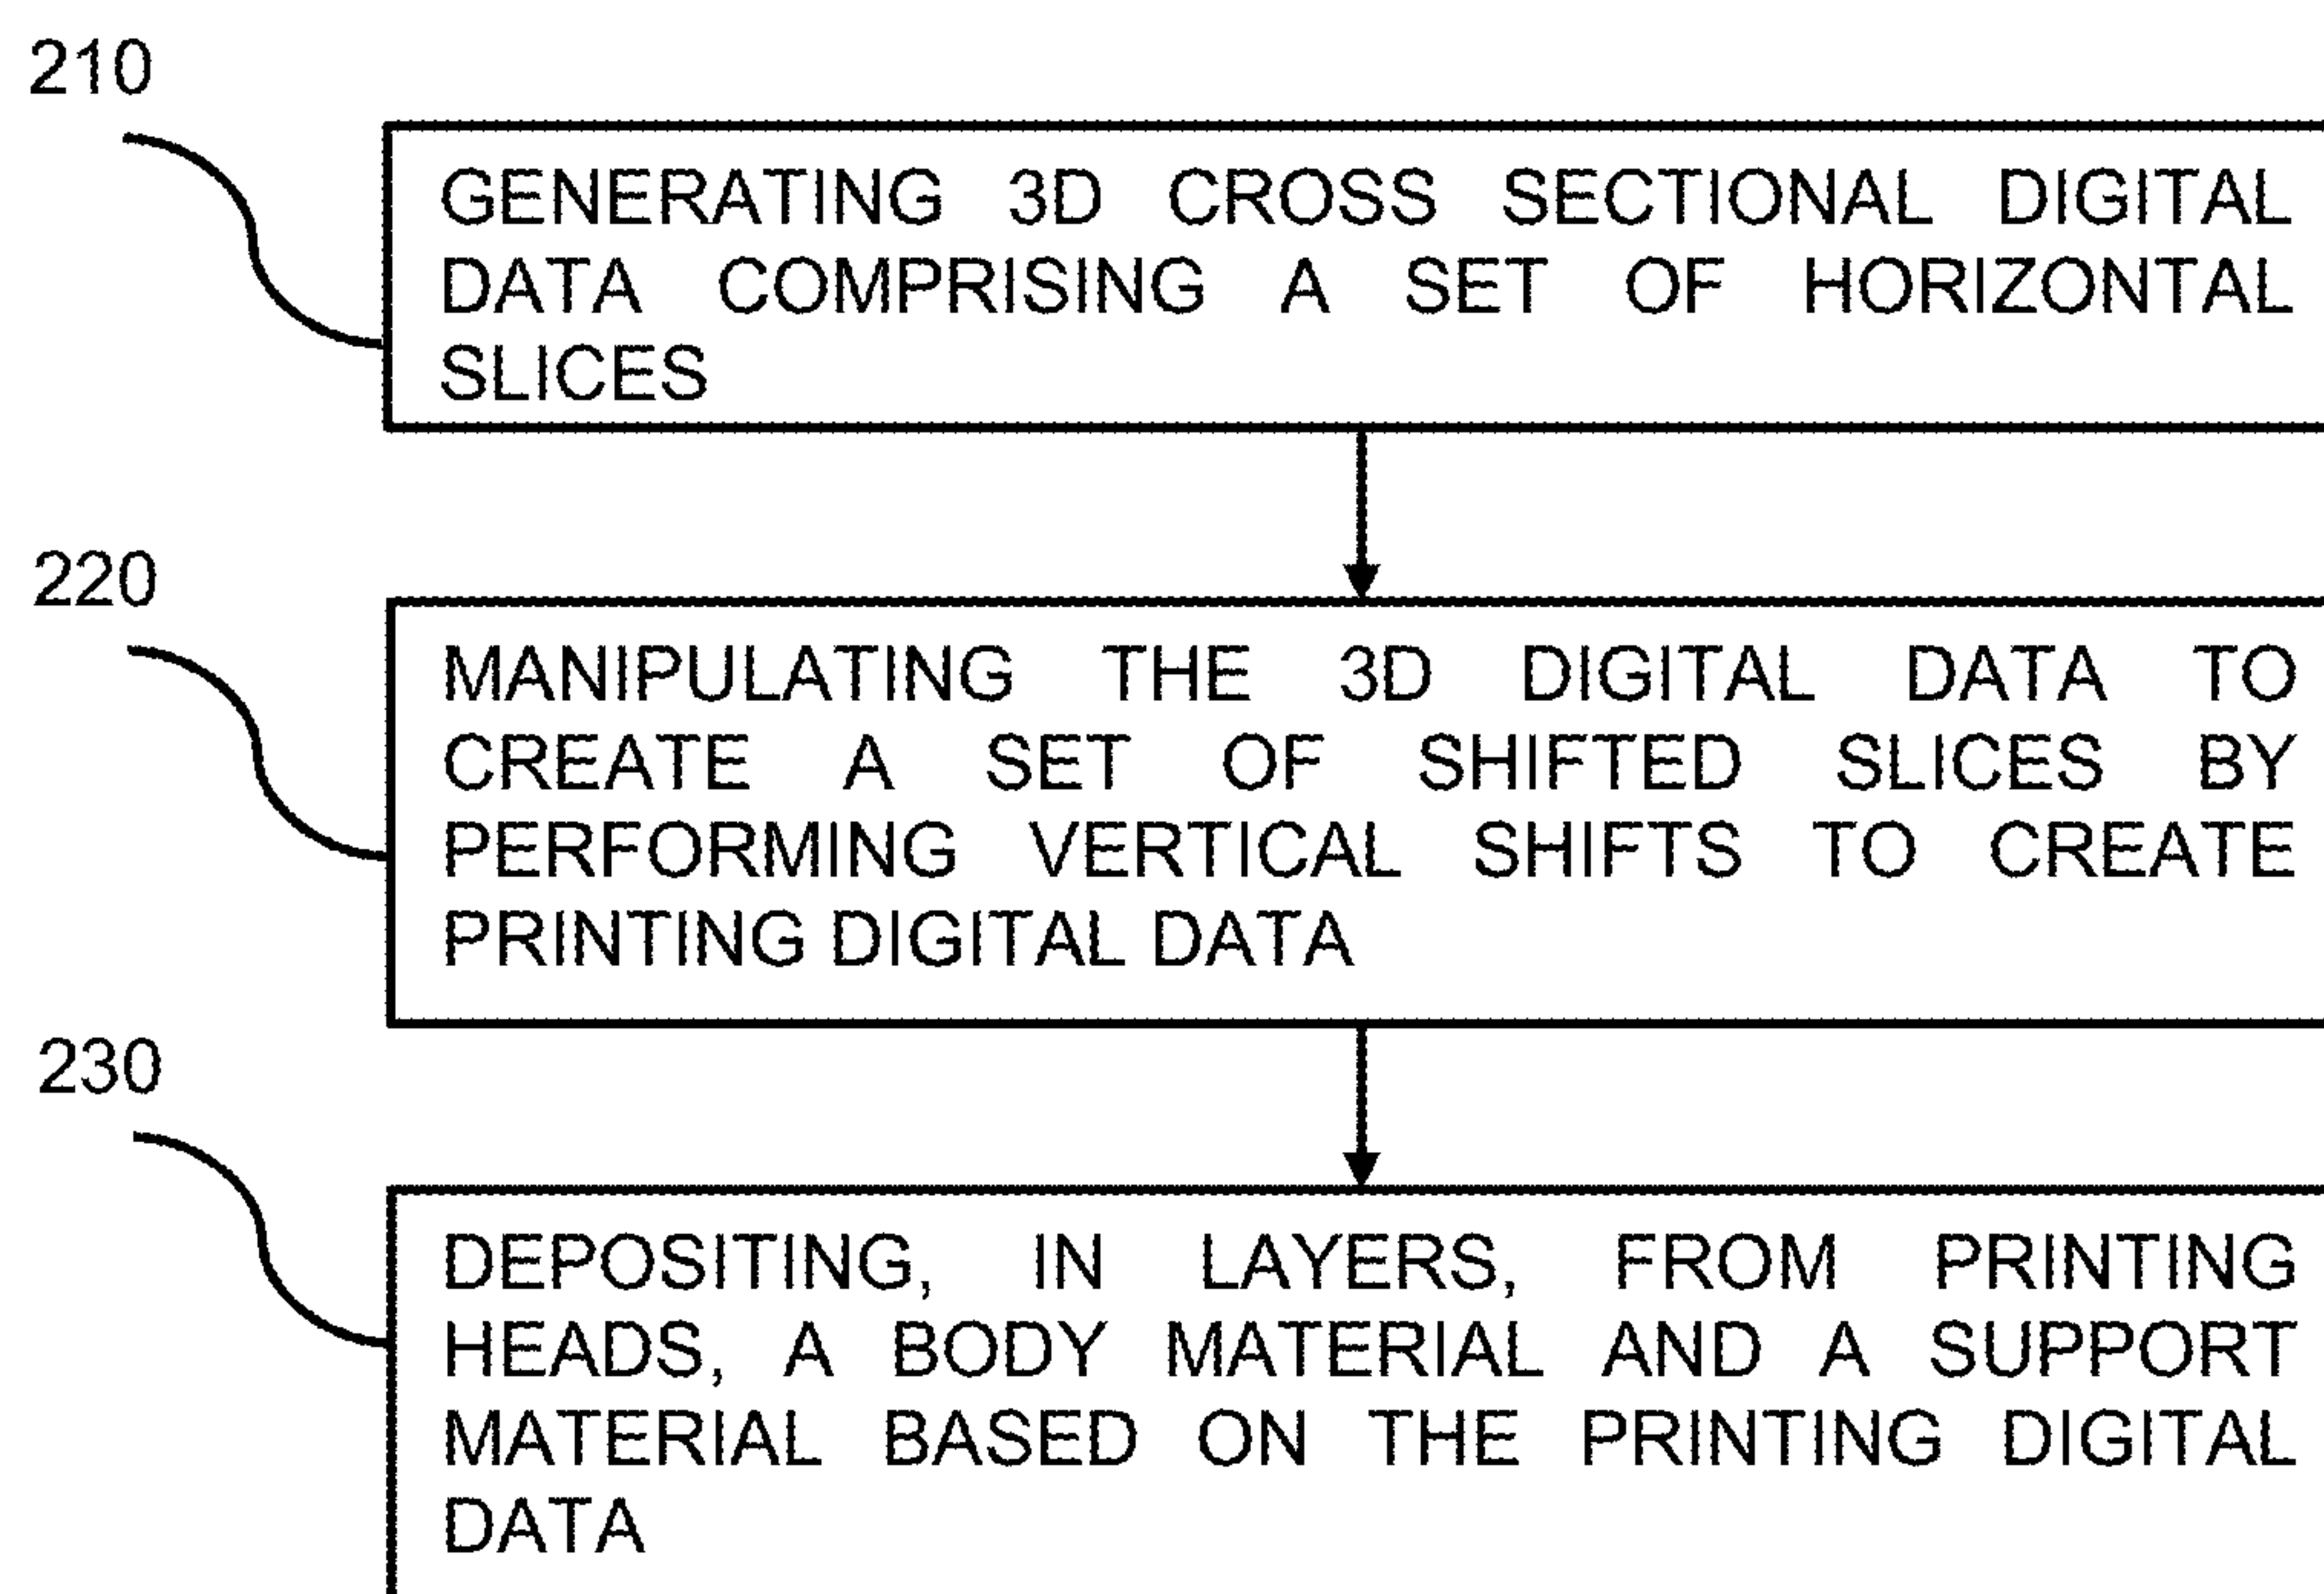 210
GENERATING 3D CROSS SECTIONAL DIGITAL
DATA COMPRISING A SET OF HORIZONTAL
SLICES
220
MANIPULATING THE 3D DIGITAL DATA TO
CREATE A SET OF SHIFTED SLICES BY
PERFORMING VERTICAL SHIFTS TO CREATE
PRINTING DIGITAL DATA
230
DEPOSITING, IN LAYERS, FROM PRINTING
HEADS, A BODY MATERIAL AND A SUPPORT
MATERIAL BASED ON THE PRINTING DIGITAL
DATA